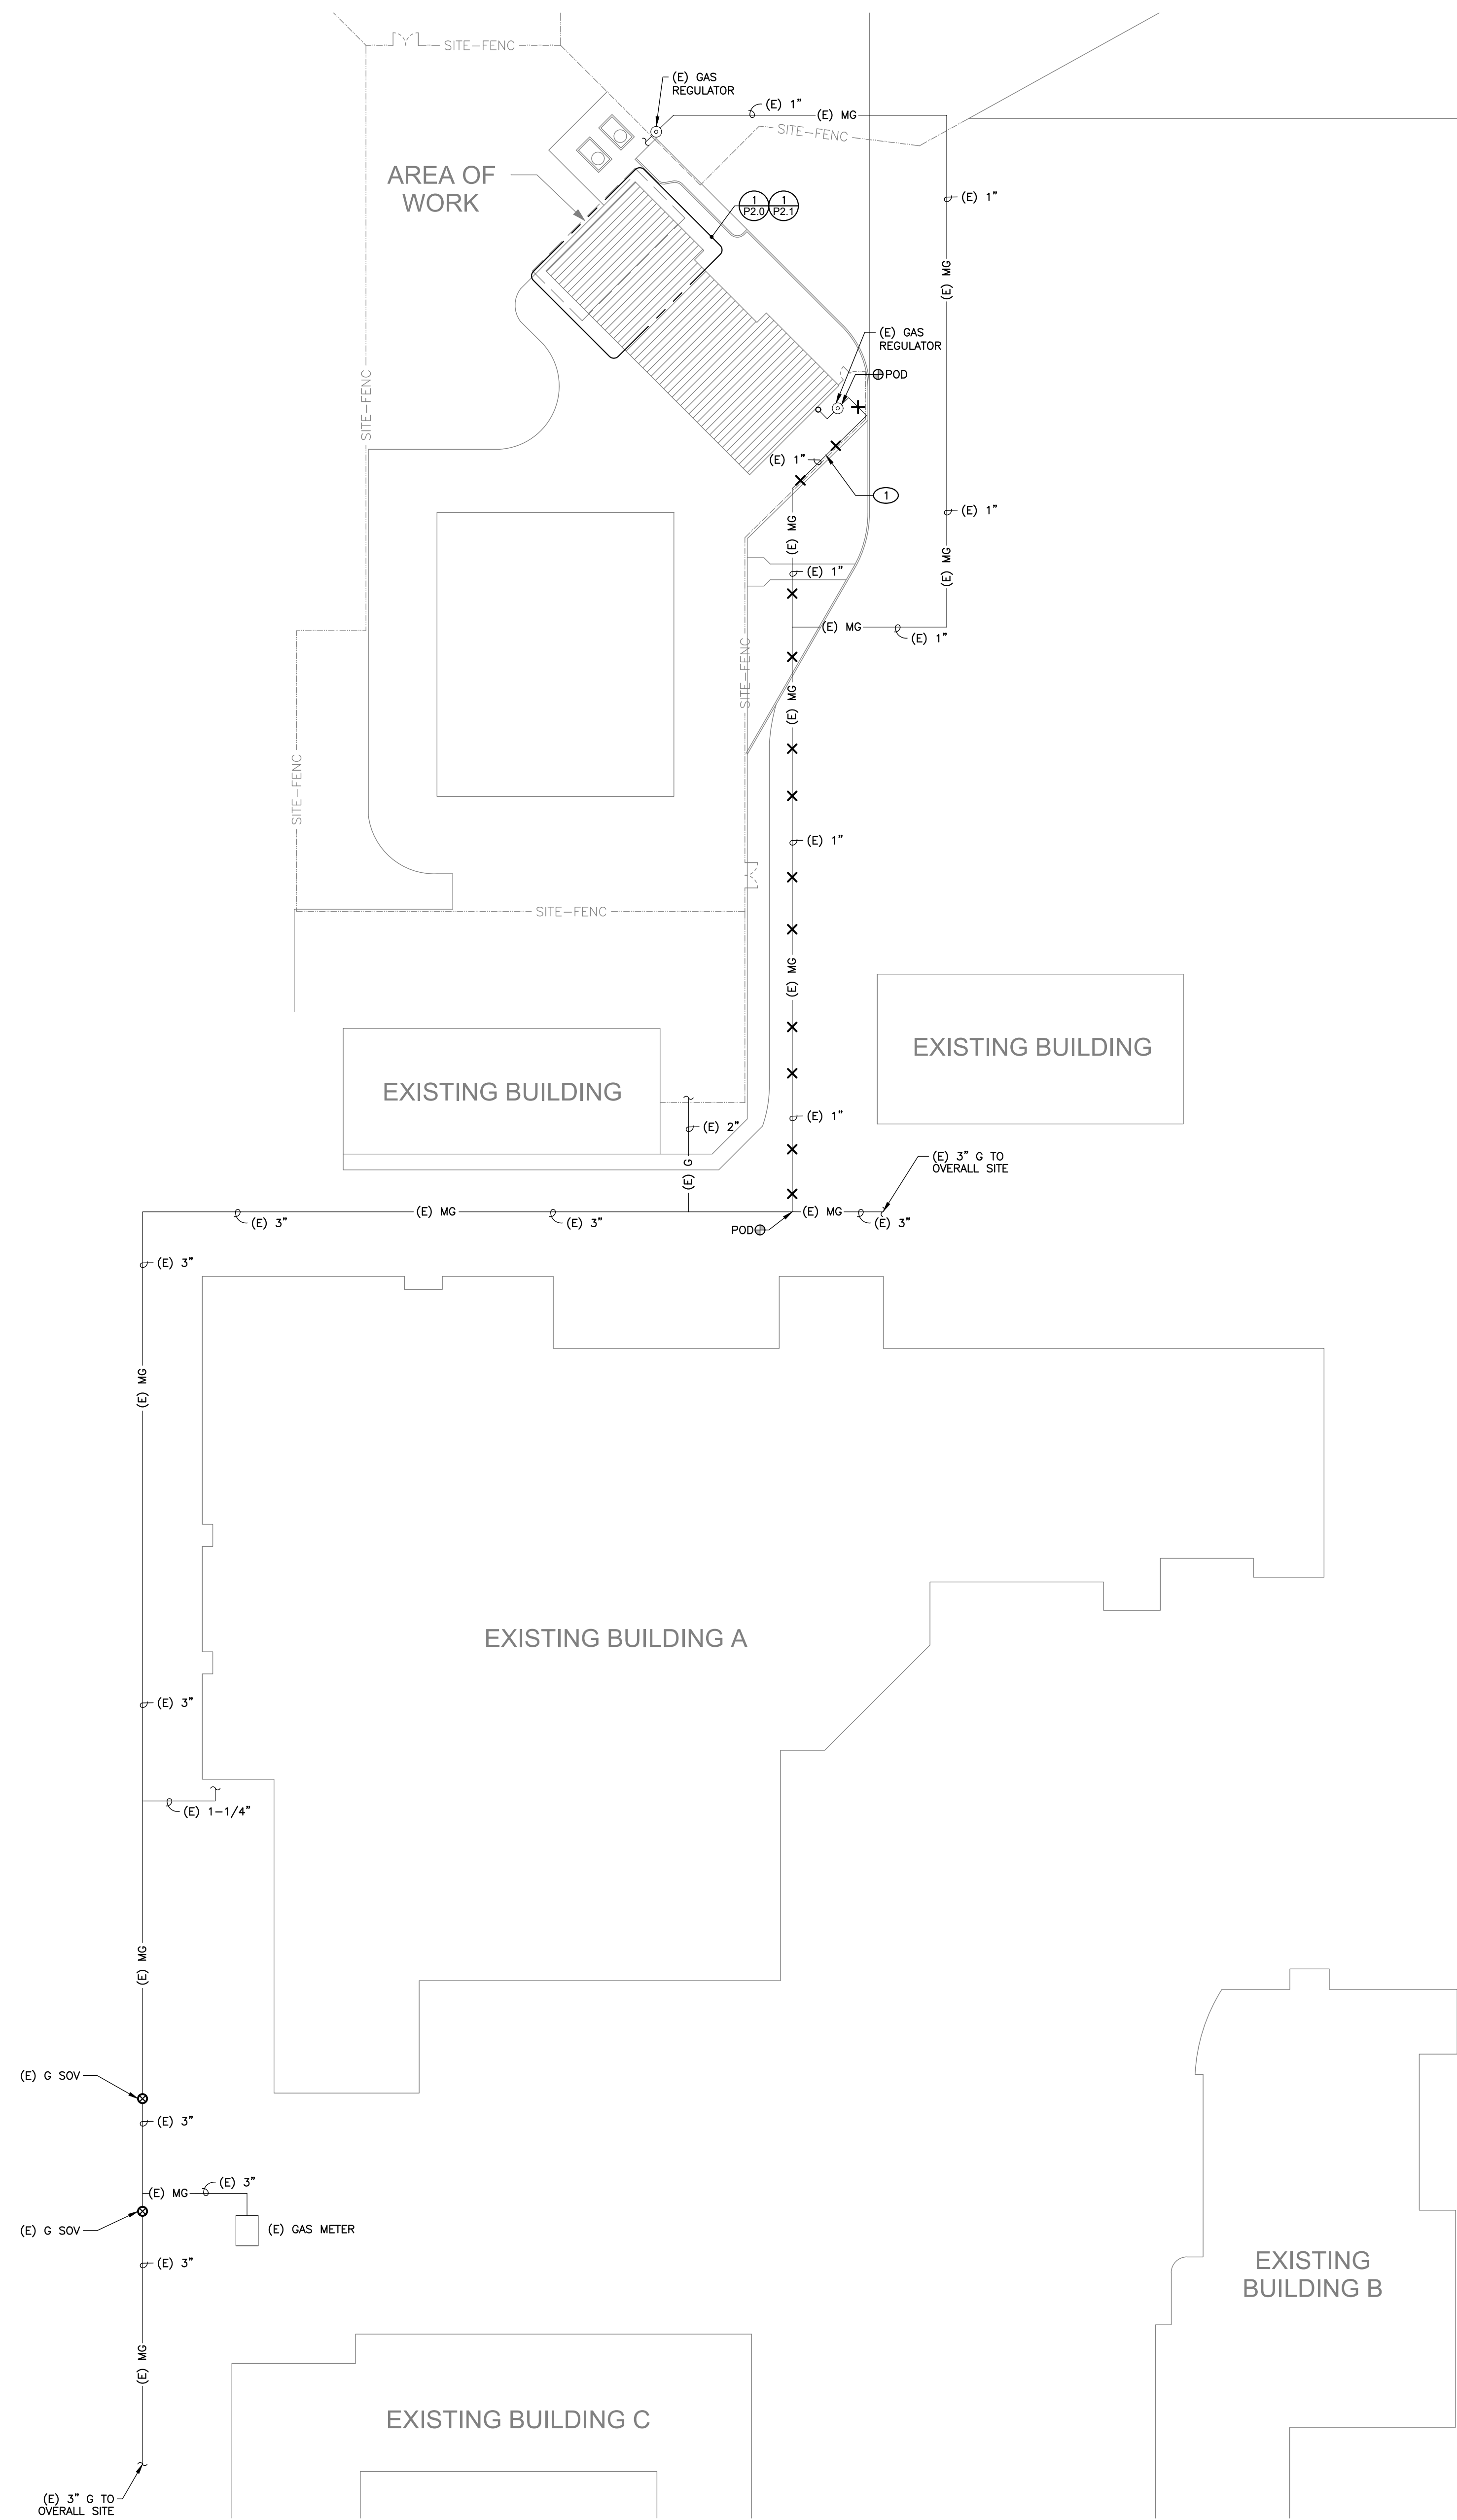 SITE-FENC
(E) GAS
REGULATOR
(E) 1"
(E) MG
SITE-FENC
AREA OF
WORK
1
P2.0
1
P2.1
(E) 1"
(E) MG
(E) GAS
REGULATOR
POD
SITE-FENC
(E) 1"
1
(E) 1"
(E) MG
(E) MG
(E) 1"
(E) MG
(E) 1"
SITE-FENC
(E) MG
SITE-FENC
(E) 1"
SITE-FENC
(E) MG
EXISTING BUILDING
EXISTING BUILDING
(E) 1"
(E) 2"
(E) G
(E) 3" G TO
OVERALL SITE
(E) MG
(E) MG
(E) 3"
(E) 3"
(E) 3"
POD
(E) 3"
(E) MG
EXISTING BUILDING A
(E) 3"
(E) 1-1/4"
(E) MG
(E) G SOV
(E) 3"
(E) 3"
(E) MG
(E) G SOV
(E) GAS METER
(E) 3"
EXISTING
BUILDING B
(E) MG
EXISTING BUILDING C
(E) 3" G TO
OVERALL SITE